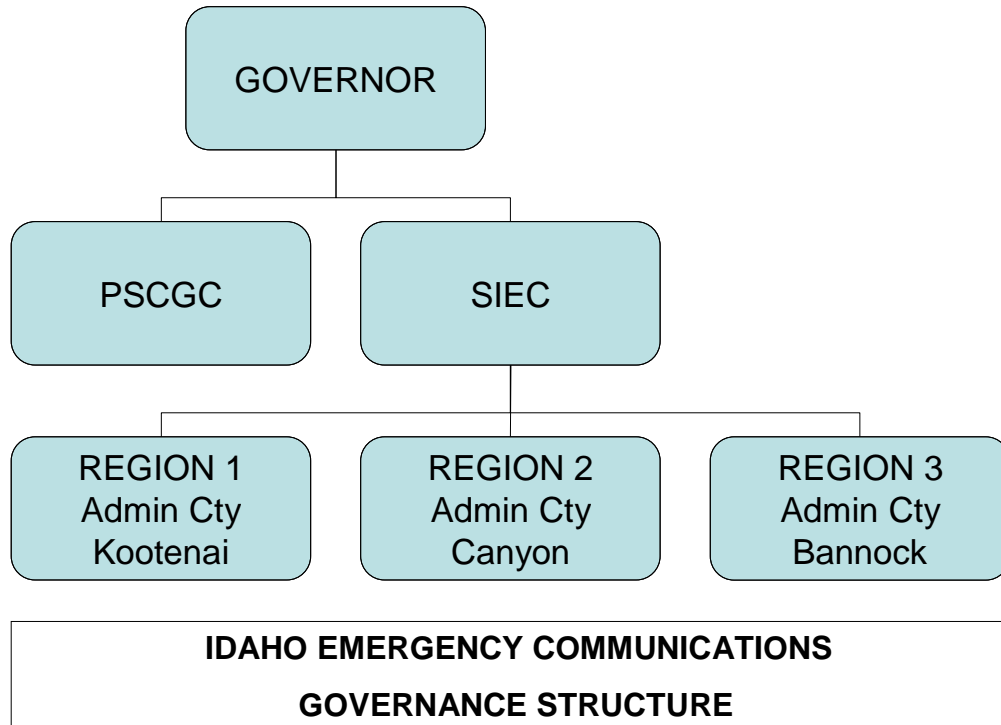 GOVERNOR
PSCGC
SIEC
REGION 1
Admin Cty
Kootenai
REGION 2
Admin Cty
Canyon
REGION 3
Admin Cty
Bannock
IDAHO EMERGENCY COMMUNICATIONS
GOVERNANCE STRUCTURE